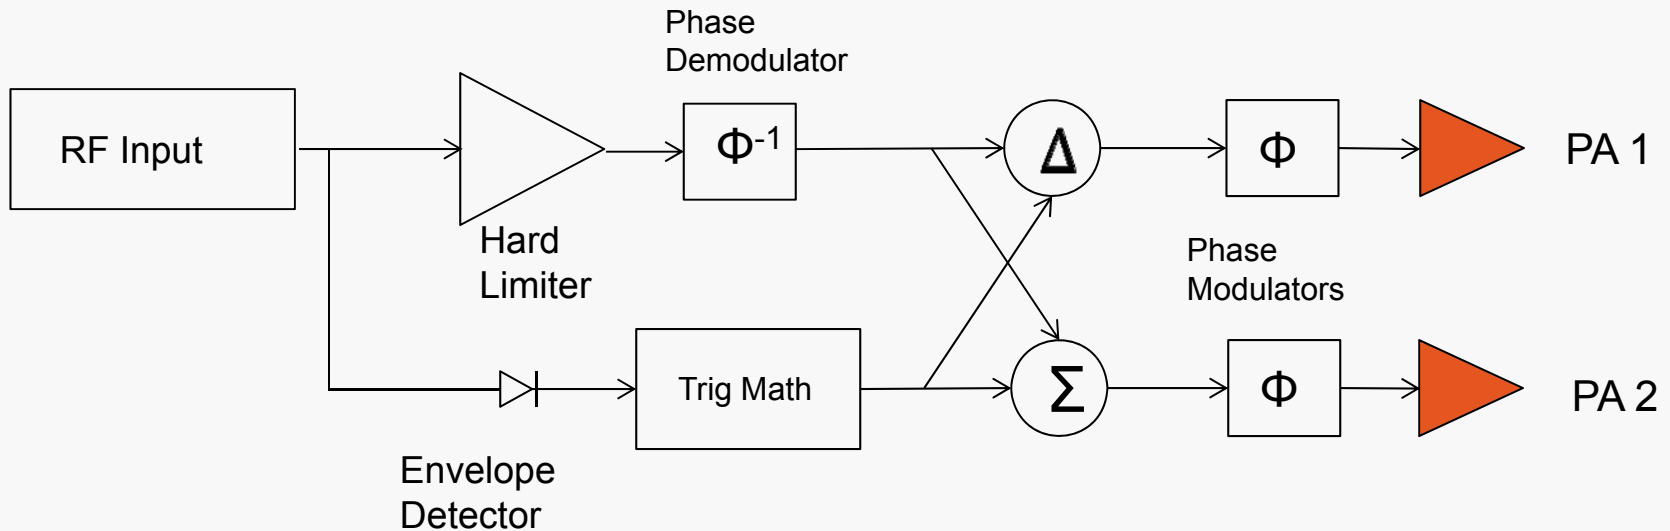 Phase
Demodulator
RF Input
Φ-1
Δ
Φ
PA 1
Hard
Limiter
Phase
Modulators
Trig Math
Σ
Φ
PA 2
Envelope
Detector